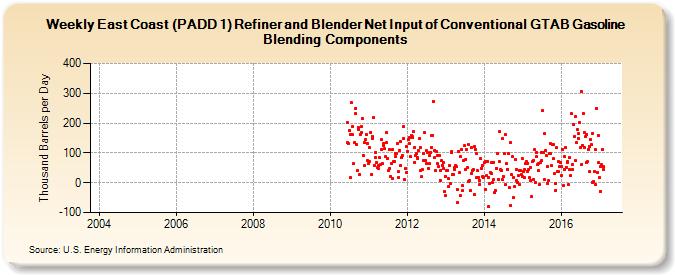 Weekly East Coast (PADD 1) Refiner and Blender Net Input of Conventional GTAB Gasoline
Blending Components
Thousand Barrels per Day
400
300
200
100
0
-100
2004 2006 2008 2010 2012 2014 2016
Source: U.S. Energy Information Administration